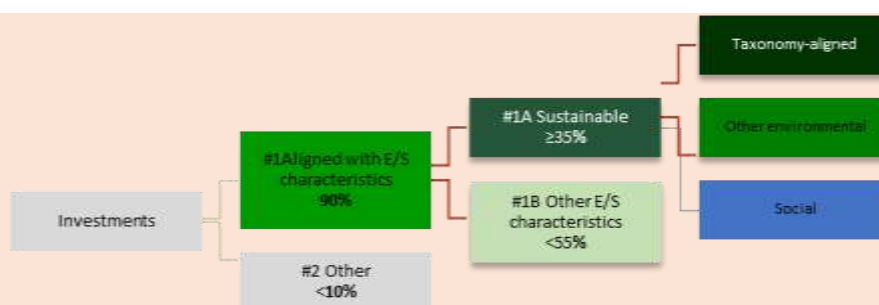 Taxonomy-aligned
#1A Sustainable
≥35%
Other environmental
#1Aligned with E/S
characteristics
90%
#1B Other E/S
characteristics
<55%
Social
Investments
#2 Other
<10%